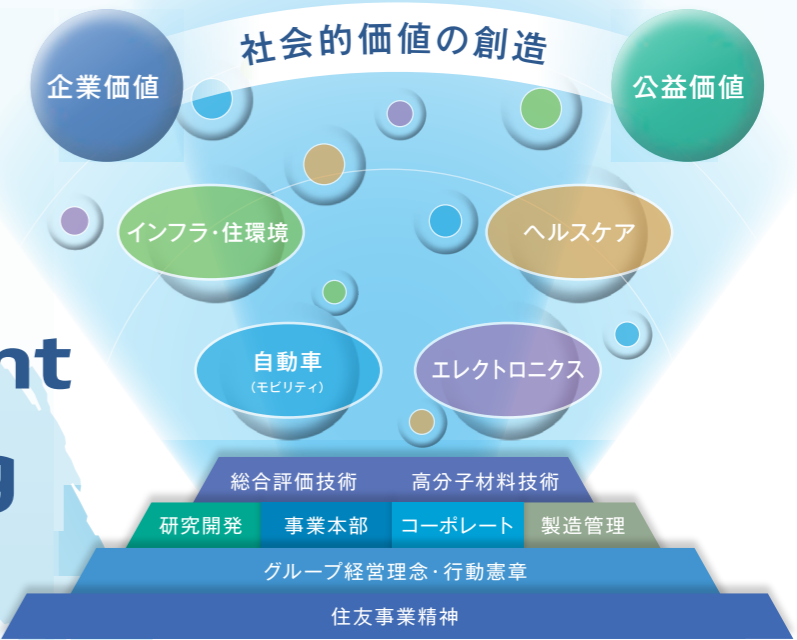 社会的価値の創造
企業価値
公益価値
インフラ・住環境
ヘルスケア
自動車
(モビリティ)
エレクトロニクス
nt
g
総合評価技術 高分子材料技術
研究開発 事業本部 コーポレート 製造管理
グループ経営理念・行動憲章
住友事業精神